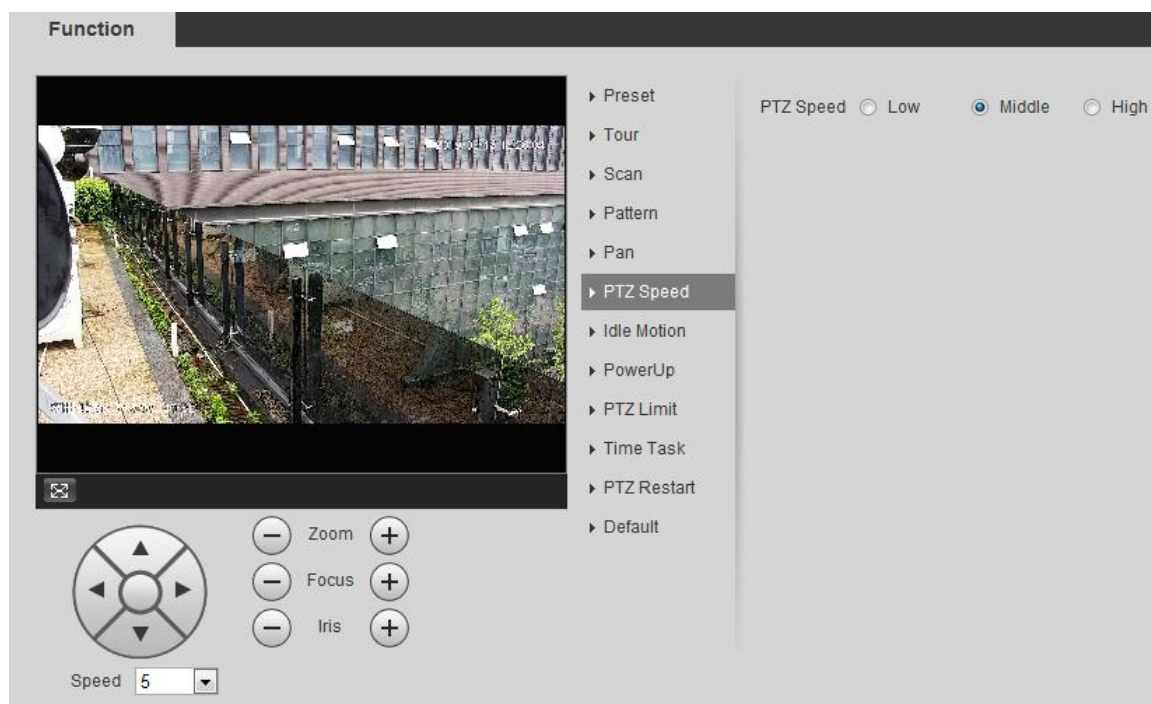 Function
Preset
Tour
Scan
Pattern
Pan
PTZ Speed
Idle Motion
PowerUp
PTZ Limit
Time Task
PTZ Restart
Default
PTZ Speed Low Middle High
Zoom
Focus
Iris
Speed 5